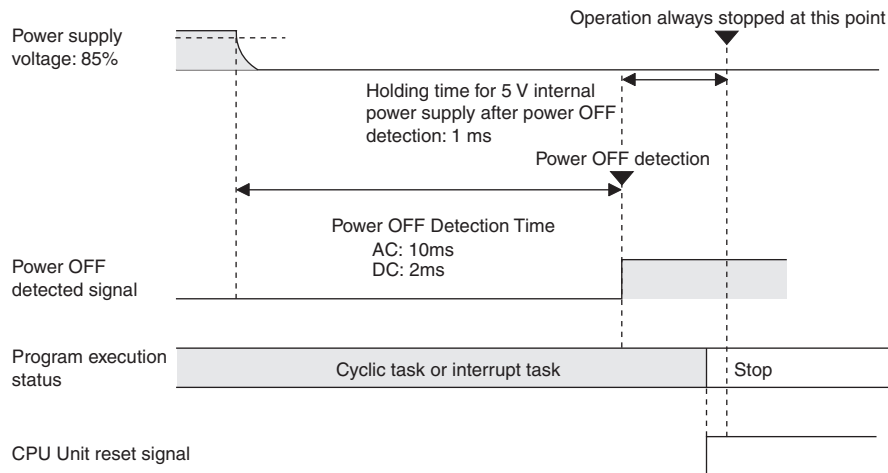 Operation always stopped at this point
Power supply
voltage: 85%
Holding time for 5 V internal
power supply after power OFF
detection: 1 ms
Power OFF detection
Power OFF Detection Time
AC: 10ms
DC: 2ms
Power OFF
detected signal
Program execution
status
Cyclic task or interrupt task
Stop
CPU Unit reset signal